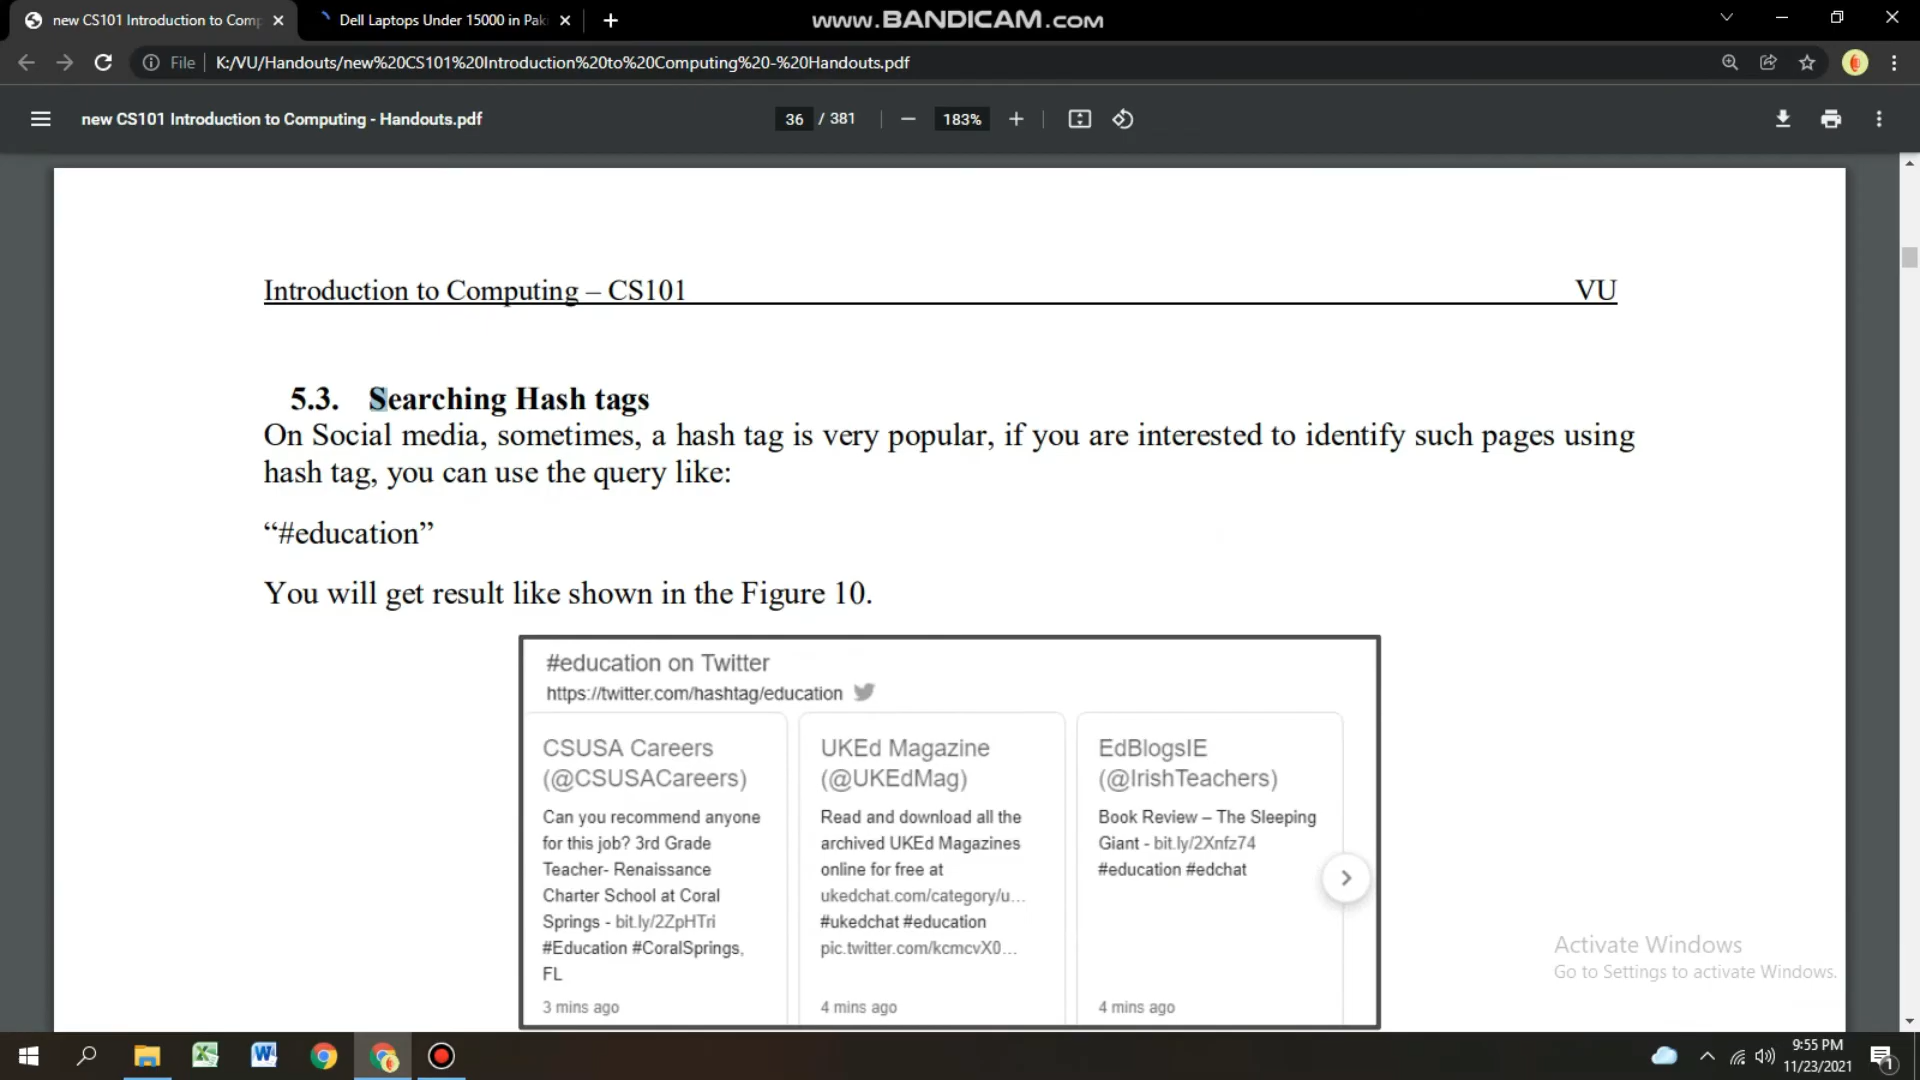 new CS101 Introduction to Comp
Dell Laptops Under 15000 in Pak
www.BANDICAM.com
File
K:/VU/Handouts/new%20CS101%20Introduction%20to%20Computing%20-%20Handouts.pdf
new CS101 Introduction to Computing - Handouts.pdf
36 / 381
183%
Introduction to Computing – CS101 VU
5.3. Searching Hash tags
On Social media, sometimes, a hash tag is very popular, if you are interested to identify such pages using
hash tag, you can use the query like:
“#education”
You will get result like shown in the Figure 10.
#education on Twitter
https://twitter.com/hashtag/education
CSUSA Careers
(@CSUSACareers)
Can you recommend anyone
for this job? 3rd Grade
Teacher- Renaissance
Charter School at Coral
Springs - bit.ly/2ZpHTri
#Education #CoralSprings,
FL
3 mins ago
UKEd Magazine
(@UKEdMag)
Read and download all the
archived UKEd Magazines
online for free at
ukedchat.com/category/u...
#ukedchat #education
pic.twitter.com/kcmcvX0...
4 mins ago
EdBlogsIE
(@IrishTeachers)
Book Review – The Sleeping
Giant - bit.ly/2Xnfz74
#education #edchat
4 mins ago
Activate Windows
Go to Settings to activate Windows.
9:55 PM
11/23/2021
1